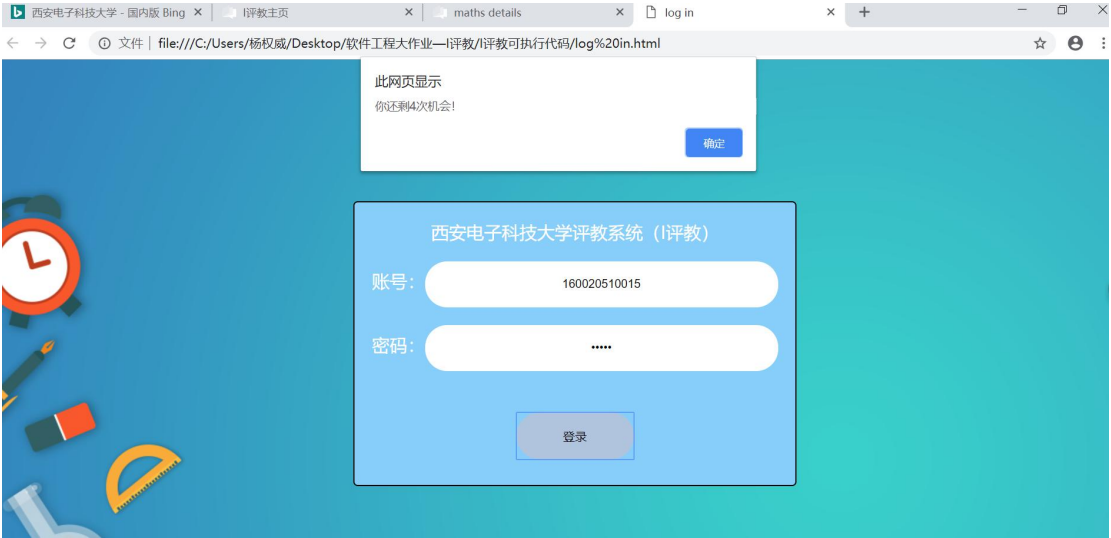 西安电子科技大学 - 国内版 Bing
I评教主页
maths details
log in
文件 | file:///C:/Users/杨权威/Desktop/软件工程大作业—I评教/I评教可执行代码/log%20in.html
此网页显示
你还剩4次机会!
确定
西安电子科技大学评教系统（I评教）
账号： 160020510015
密码： •••••
登录